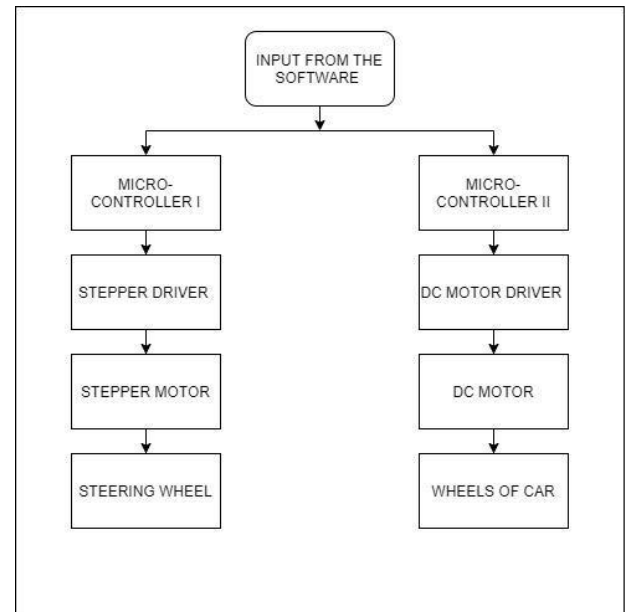 INPUT FROM THE
SOFTWARE
MICRO-
CONTROLLER I
MICRO-
CONTROLLER II
STEPPER DRIVER
DC MOTOR DRIVER
STEPPER MOTOR
DC MOTOR
STEERING WHEEL
WHEELS OF CAR